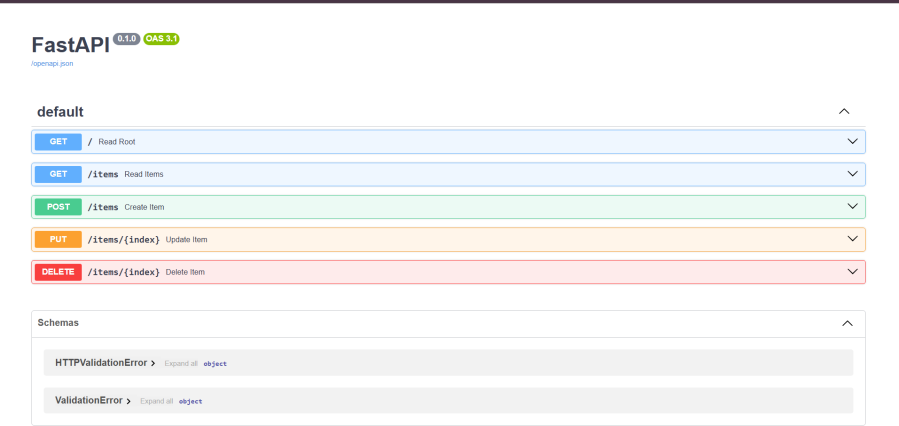 FastAPI 0.1.0 OAS 3.1
/openapi.json
default
GET / Read Root
GET /items Read Items
POST /items Create Item
PUT /items/{index} Update Item
DELETE /items/{index} Delete Item
Schemas
HTTPValidationError Expand all object
ValidationError Expand all object